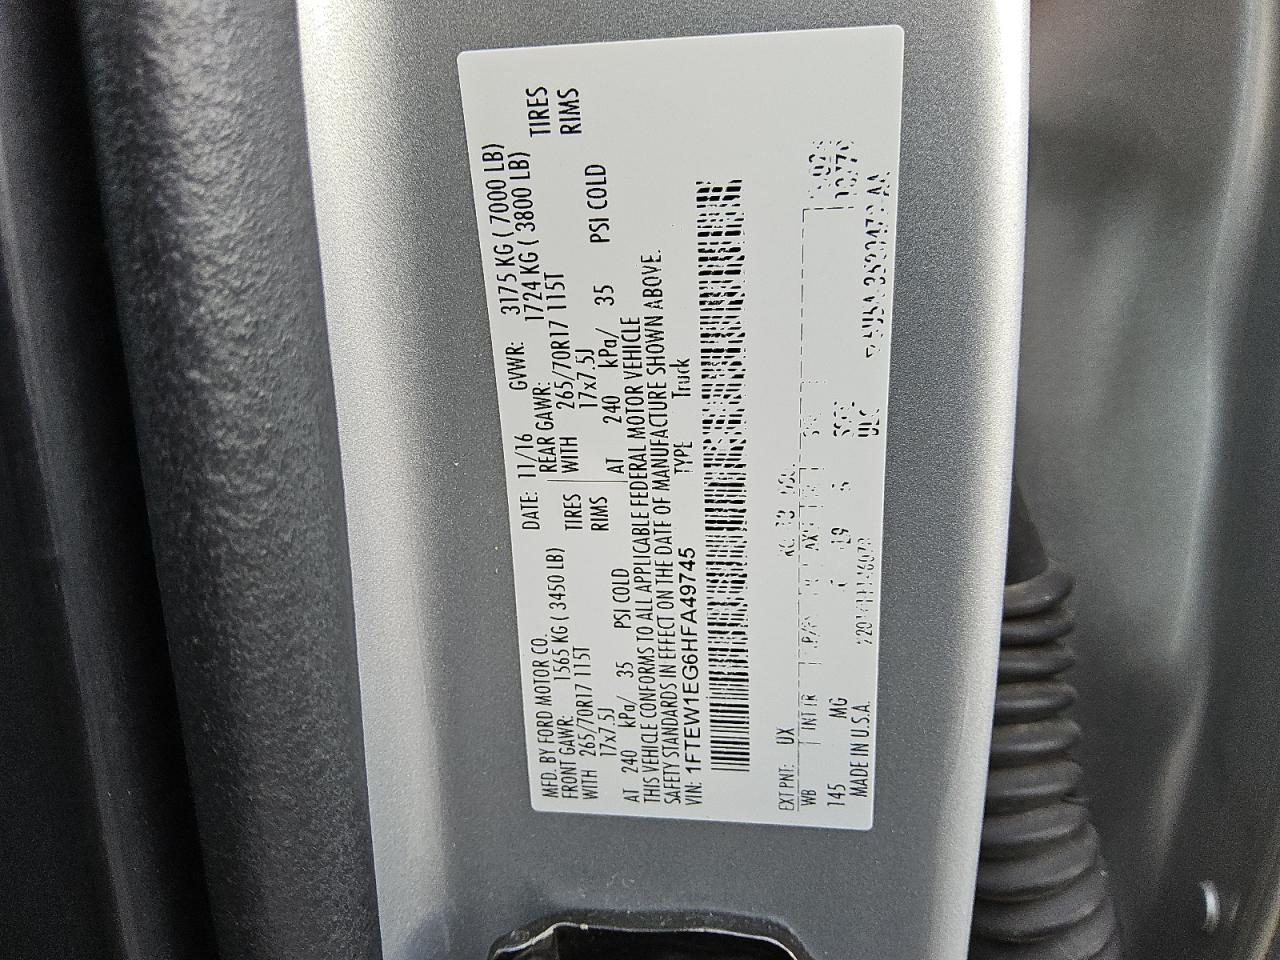 MFD. BY FORD MOTOR CO.
DATE: 11/16 GVWR: 3175 KG ( 7000 LB)
FRONT GAWR: 1565 KG ( 3450 LB) REAR GAWR: 1724 KG ( 3800 LB)
WITH 265/70R17 115T TIRES WITH 265/70R17 115T TIRES
17x7.5J RIMS 17x7.5J RIMS
AT 240 kPa/ 35 PSI COLD AT 240 kPa/ 35 PSI COLD
THIS VEHICLE CONFORMS TO ALL APPLICABLE FEDERAL MOTOR VEHICLE
SAFETY STANDARDS IN EFFECT ON THE DATE OF MANUFACTURE SHOWN ABOVE.
VIN: 1FTEW1EG6HFA49745 TYPE Truck
EXT PNT: UX
WB INT TR
145 MG
MADE IN U.S.A.